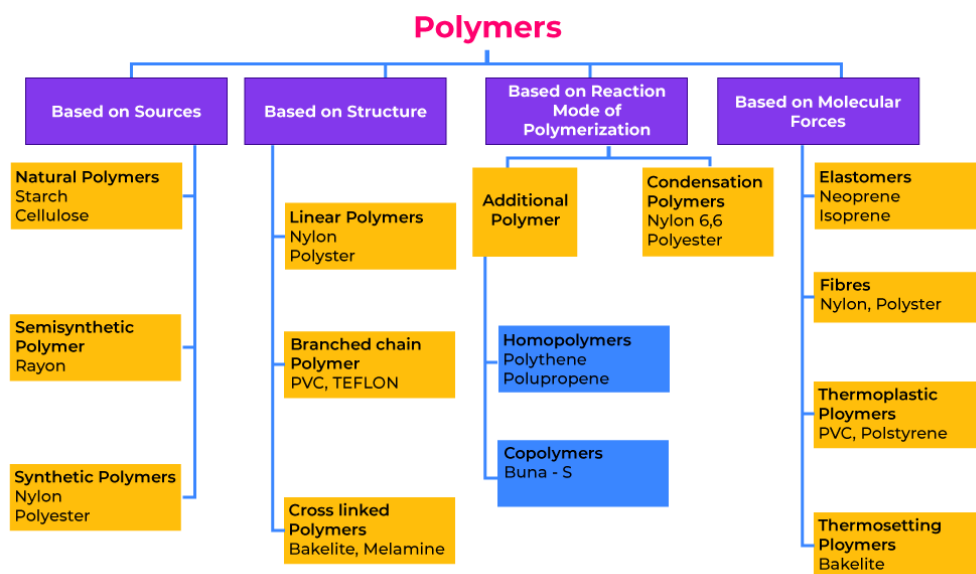 Polymers
Based on Sources
Based on Structure
Based on Reaction
Mode of
Polymerization
Based on Molecular
Forces
Natural Polymers
Starch
Cellulose
Semisynthetic
Polymer
Rayon
Synthetic Polymers
Nylon
Polyester
Linear Polymers
Nylon
Polyster
Branched chain
Polymer
PVC, TEFLON
Cross linked
Polymers
Bakelite, Melamine
Additional
Polymer
Condensation
Polymers
Nylon 6,6
Polyester
Homopolymers
Polythene
Polupropene
Copolymers
Buna - S
Elastomers
Neoprene
Isoprene
Fibres
Nylon, Polyster
Thermoplastic
Ploymers
PVC, Polstyrene
Thermosetting
Ploymers
Bakelite